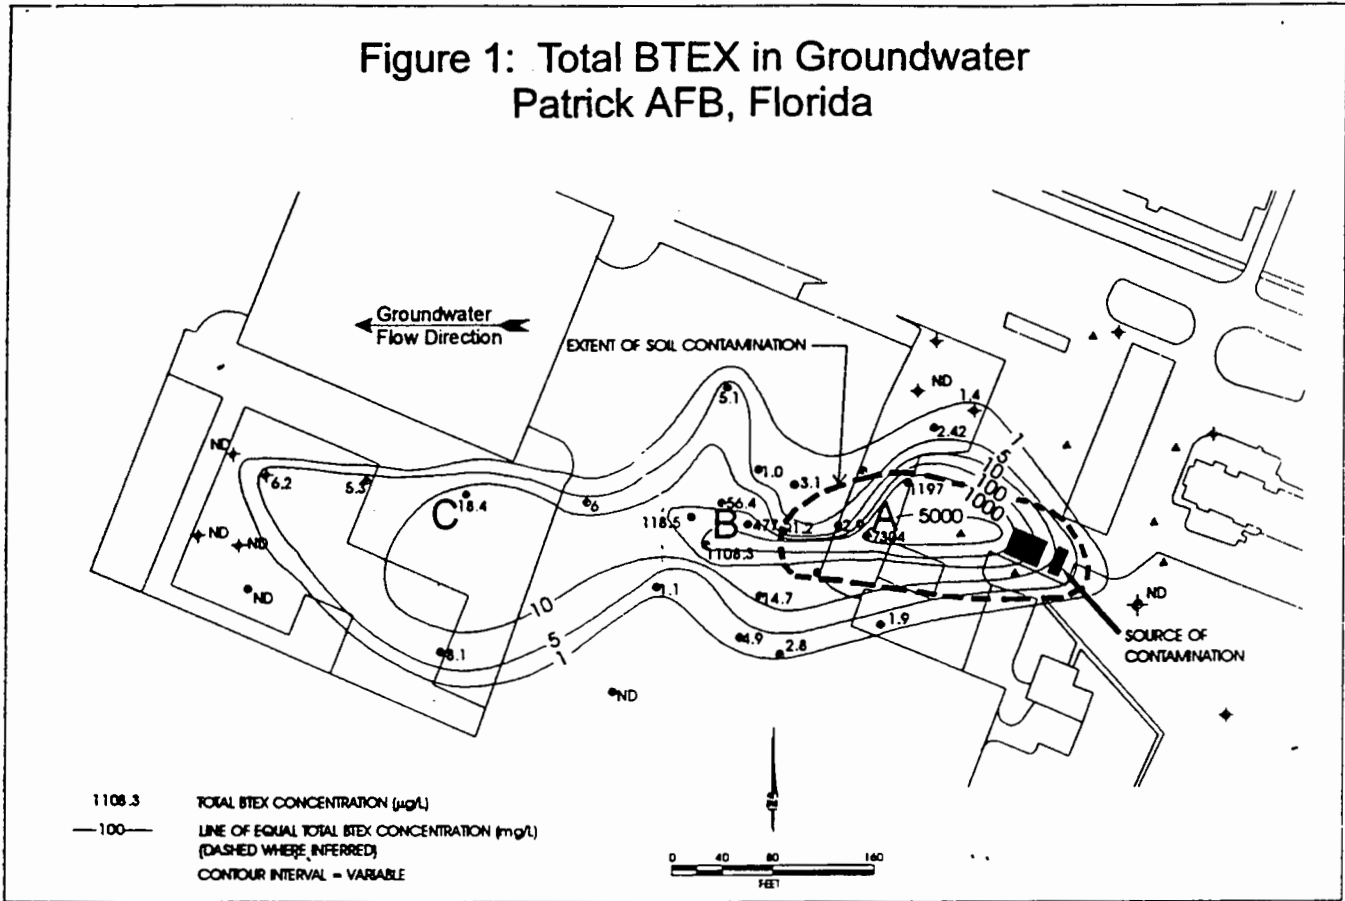 Figure 1: Total BTEX in Groundwater
Patrick AFB, Florida
Groundwater
Flow Direction
EXTENT OF SOIL CONTAMINATION
ND
1.4
2.42
1
5
10
100
1000
5000
5.1
1.0
3.1
1197
ND
6.2
5.3
C
18.4
6
56.4
118.5
B
477
51.2
2
A
7304
ND
ND
1108.3
ND
1.1
14.7
ND
10
5
1
4.9
2.8
1.9
8.1
SOURCE OF
CONTAMINATION
ND
1108.3 TOTAL BTEX CONCENTRATION (µg/L)
100 LINE OF EQUAL TOTAL BTEX CONCENTRATION (mg/L)
(DASHED WHERE INFERRED)
CONTOUR INTERVAL = VARIABLE
0 40 80 160
FEET